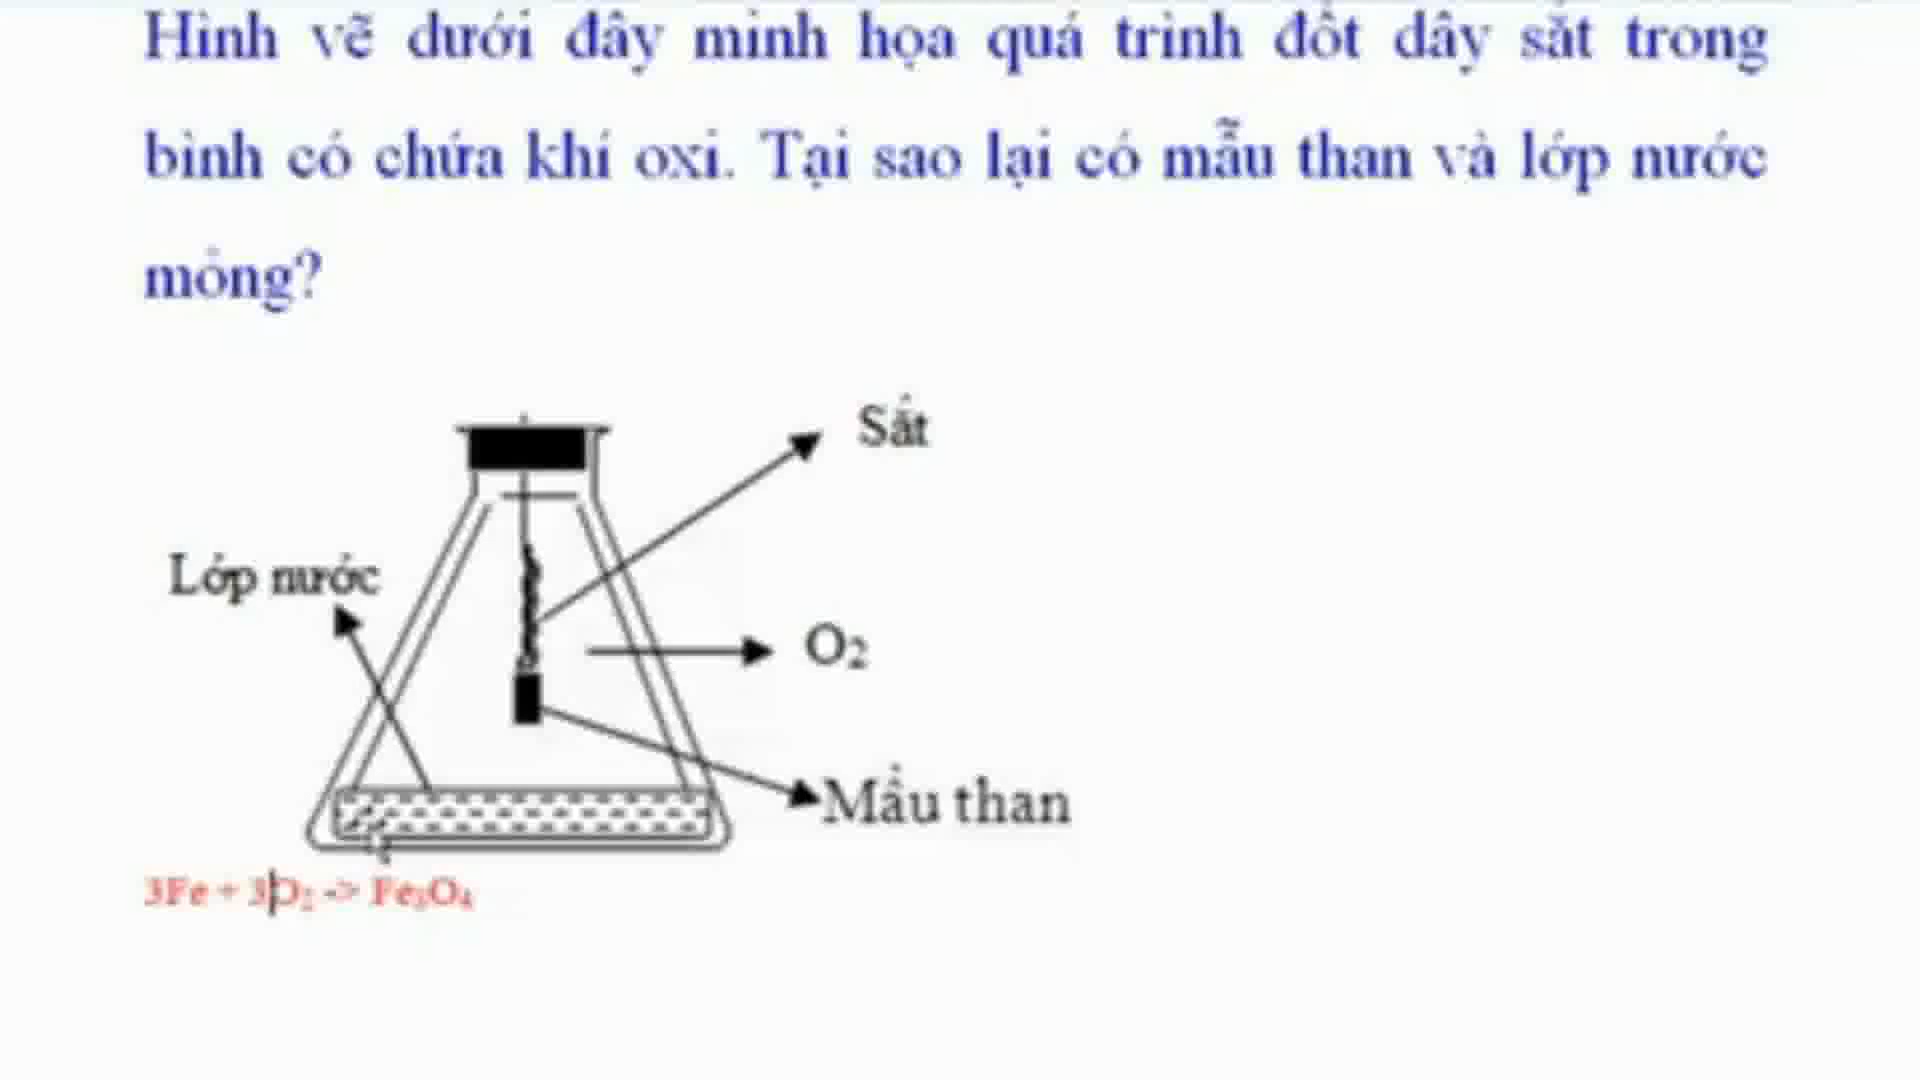 Hình vẽ dưới đây minh họa quá trình đốt dây sắt trong
bình có chứa khí oxi. Tại sao lại có mẫu than và lớp nước
mỏng?
Sắt
Lớp nước
O₂
Mẩu than
3Fe + 3O₂ -> Fe₃O₄